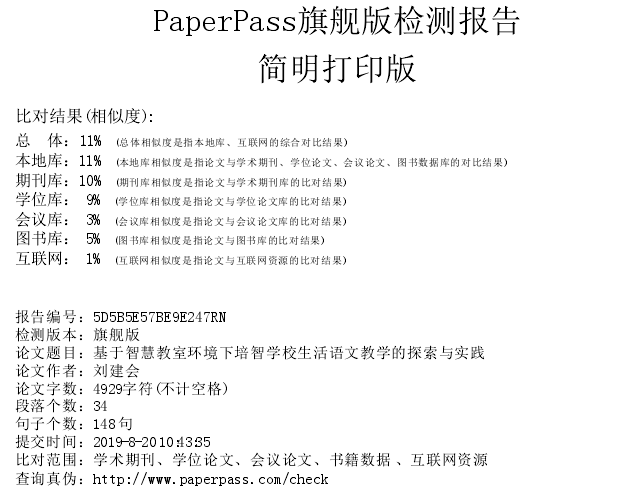 PaperPass旗舰版检测报告
简明打印版
比对结果(相似度):
总　体: 11% (总体相似度是指本地库、互联网的综合对比结果)
本地库: 11% (本地库相似度是指论文与学术期刊、学位论文、会议论文、图书数据库的对比结果)
期刊库: 10% (期刊库相似度是指论文与学术期刊库的比对结果)
学位库: 9% (学位库相似度是指论文与学位论文库的比对结果)
会议库: 3% (会议库相似度是指论文与会议论文库的比对结果)
图书库: 5% (图书库相似度是指论文与图书库的比对结果)
互联网: 1% (互联网相似度是指论文与互联网资源的比对结果)
报告编号: 5D5B5E57BE9E247RN
检测版本: 旗舰版
论文题目: 基于智慧教室环境下培智学校生活语文教学的探索与实践
论文作者: 刘建会
论文字数: 4929字符(不计空格)
段落个数: 34
句子个数: 148句
提交时间: 2019-8-20 10:43:35
比对范围: 学术期刊、学位论文、会议论文、书籍数据 、互联网资源
查询真伪: http://www.paperpass.com/check